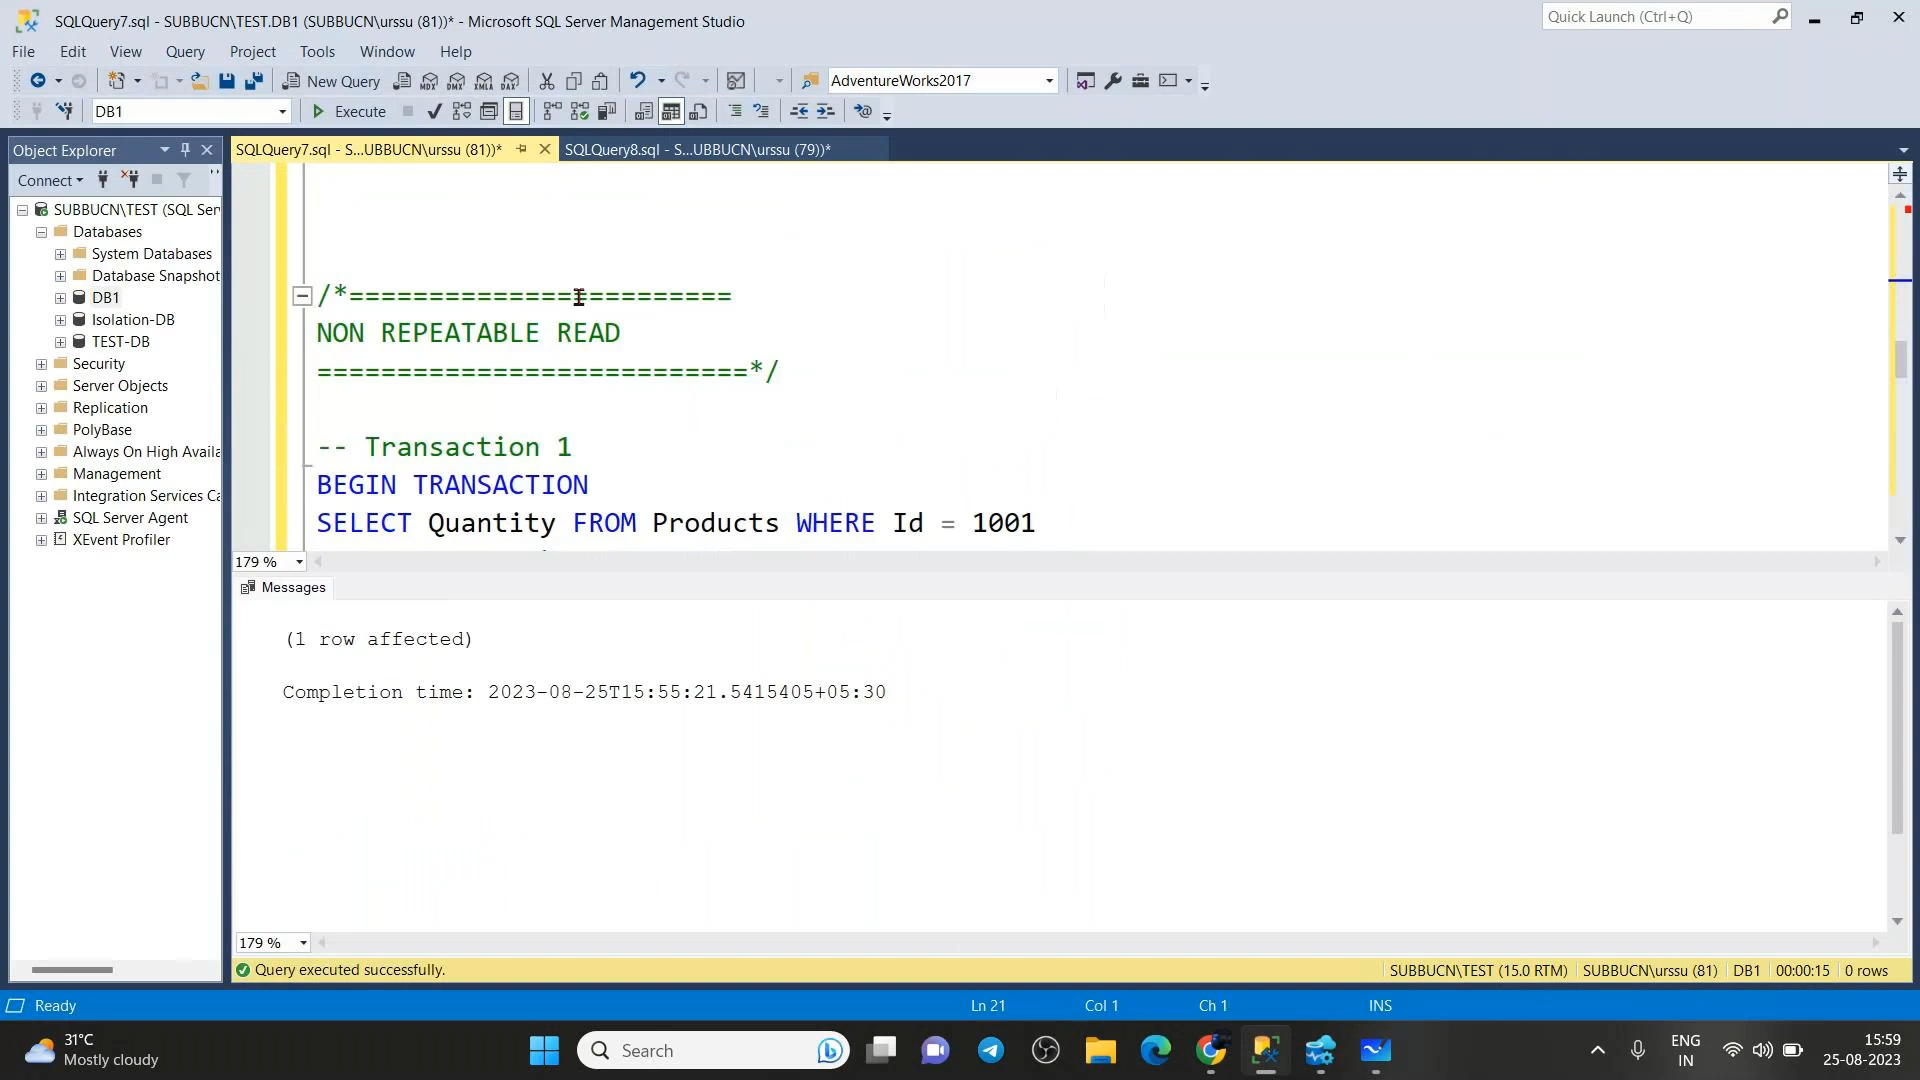 SQLQuery7.sql - SUBBUCN\TEST.DB1 (SUBBUCN\urssu (81))* - Microsoft SQL Server Management Studio
Quick Launch (Ctrl+Q)
File Edit View Query Project Tools Window Help
New Query
MDX DMX XMLA DAX
AdventureWorks2017
DB1
Execute
Object Explorer
SQLQuery7.sql - S...UBBUCN\urssu (81))*
SQLQuery8.sql - S...UBBUCN\urssu (79))*
Connect
SUBBUCN\TEST (SQL Ser
Databases
System Databases
Database Snapshot
DB1
Isolation-DB
TEST-DB
Security
Server Objects
Replication
PolyBase
Always On High Availa
Management
Integration Services Ca
SQL Server Agent
XEvent Profiler
/*========================
NON REPEATABLE READ
===========================*/
-- Transaction 1
BEGIN TRANSACTION
SELECT Quantity FROM Products WHERE Id = 1001
179 %
Messages
(1 row affected)
Completion time: 2023-08-25T15:55:21.5415405+05:30
179 %
Query executed successfully.
SUBBUCN\TEST (15.0 RTM)
SUBBUCN\urssu (81)
DB1
00:00:15
0 rows
Ready
Ln 21
Col 1
Ch 1
INS
31°C
Mostly cloudy
Search
ENG
IN
15:59
25-08-2023